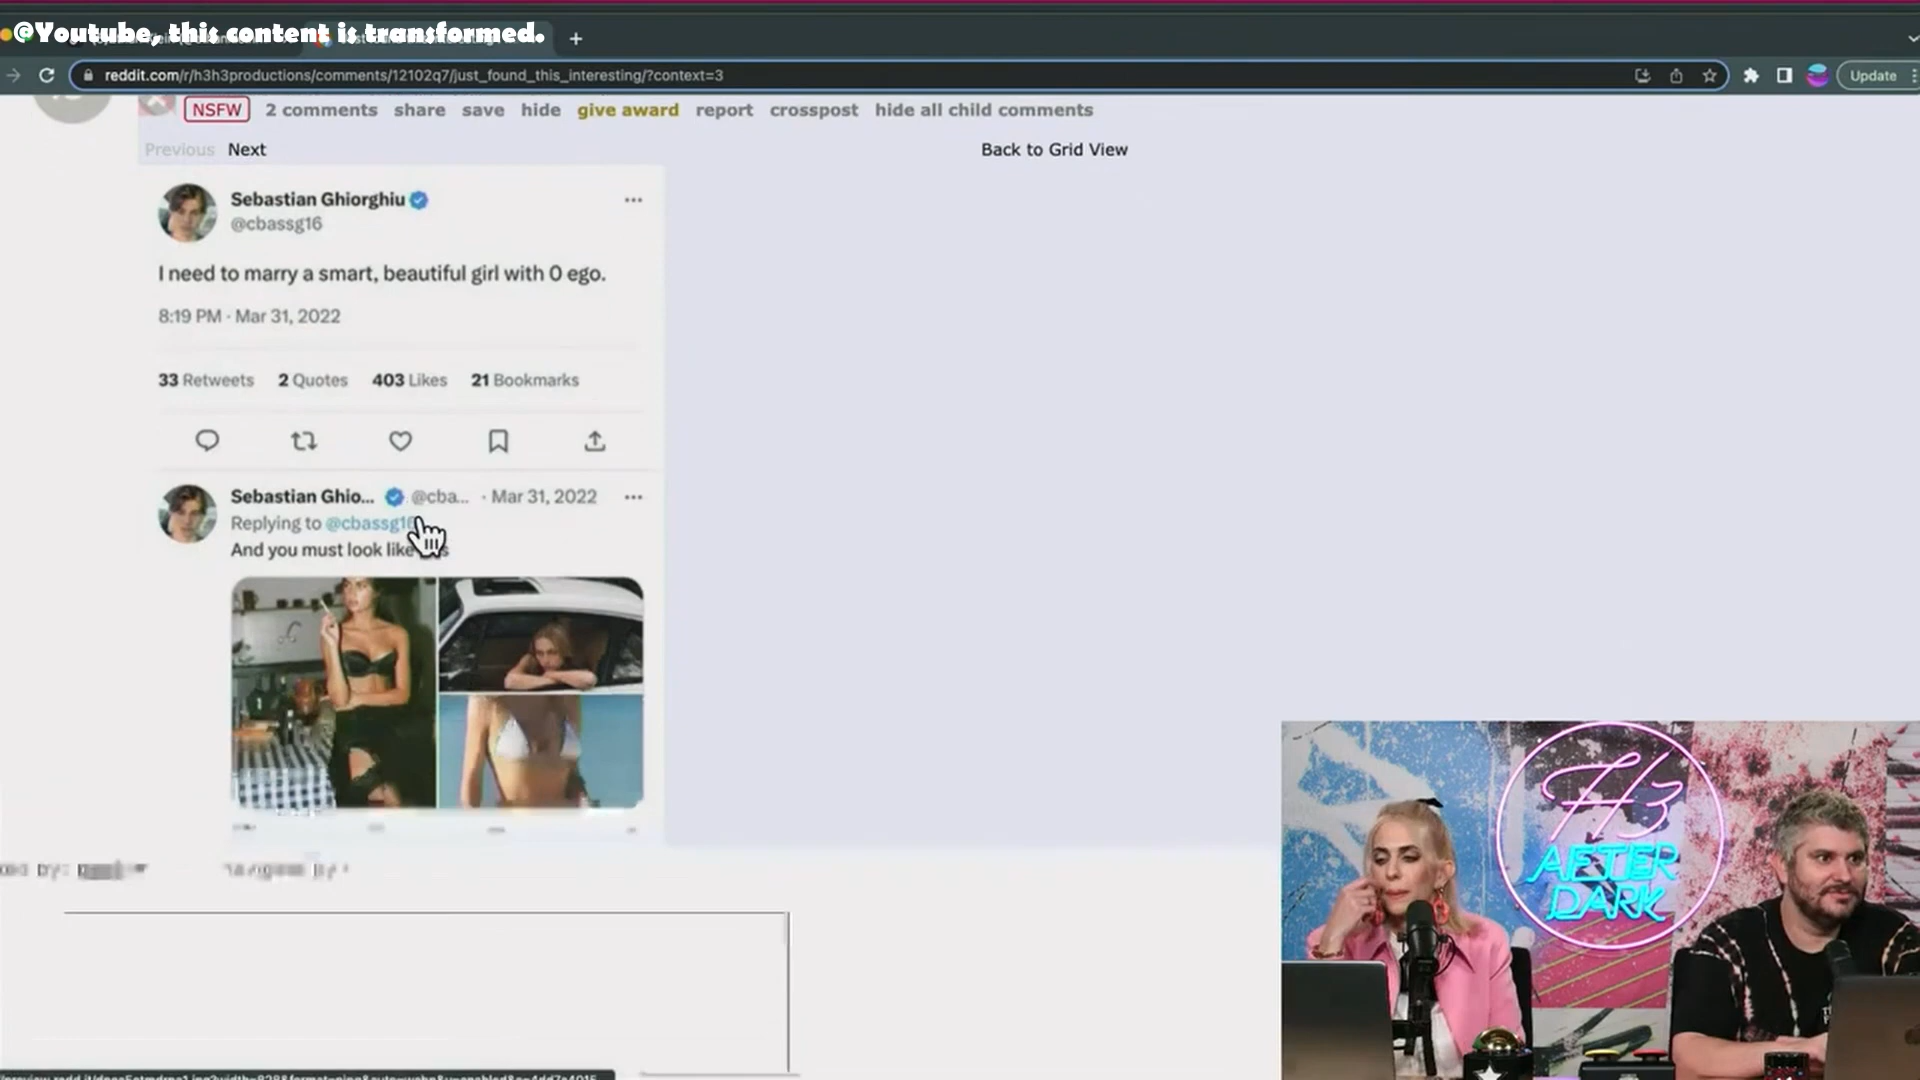 @Youtube, this content is transformed.
reddit.com/r/h3h3productions/comments/12102q7/just_found_this_interesting/?context=3
Update
NSFW 2 comments share save hide give award report crosspost hide all child comments
Previous Next
Back to Grid View
Sebastian Ghiorghiu
@cbassg16
I need to marry a smart, beautiful girl with 0 ego.
8:19 PM · Mar 31, 2022
33 Retweets 2 Quotes 403 Likes 21 Bookmarks
Sebastian Ghio... @cba... · Mar 31, 2022
Replying to @cbassg1
And you must look like
H3
AFTER
DARK